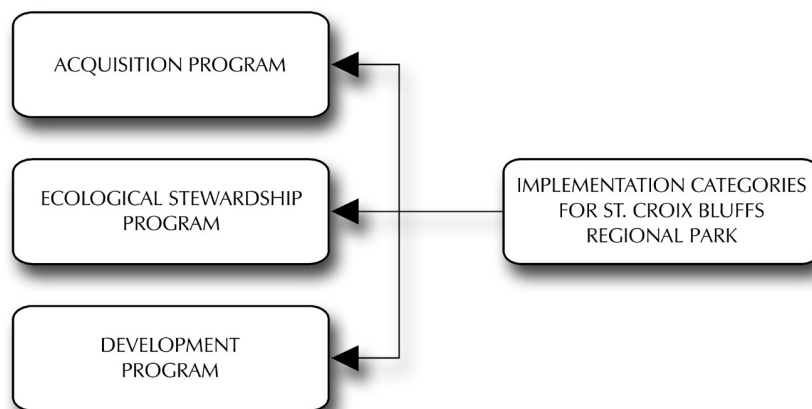 ACQUISITION PROGRAM
ECOLOGICAL STEWARDSHIP
PROGRAM
IMPLEMENTATION CATEGORIES
FOR ST. CROIX BLUFFS
REGIONAL PARK
DEVELOPMENT
PROGRAM